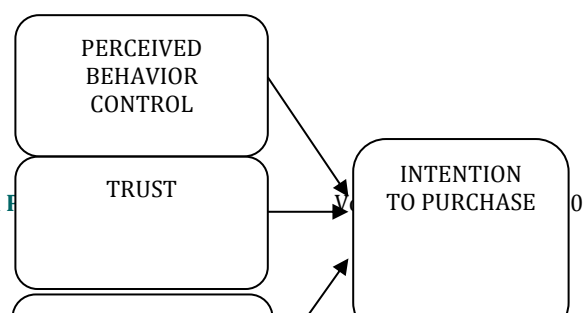 PERCEIVED
BEHAVIOR
CONTROL
TRUST
INTENTION
TO PURCHASE